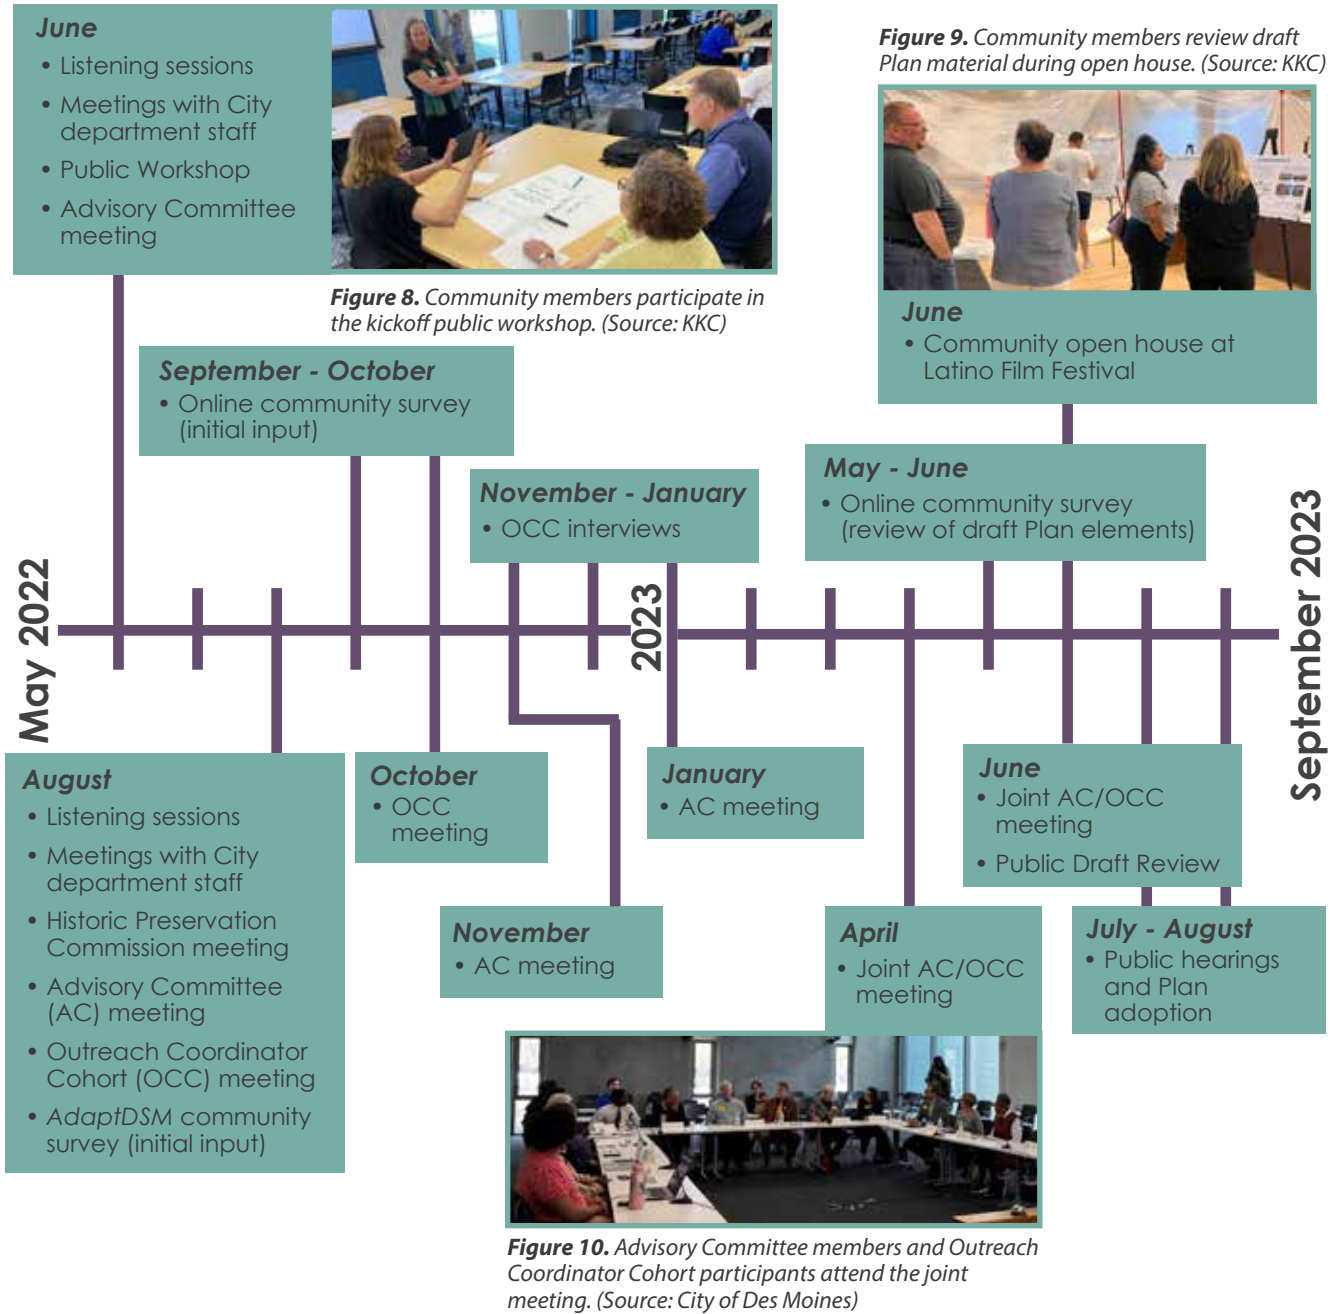 June
• Listening sessions
• Meetings with City
department staff
• Public Workshop
• Advisory Committee
meeting
Figure 8. Community members participate in
the kickoff public workshop. (Source: KKC)
Figure 9. Community members review draft
Plan material during open house. (Source: KKC)
June
• Community open house at
Latino Film Festival
September - October
• Online community survey
(initial input)
November - January
• OCC interviews
May - June
• Online community survey
(review of draft Plan elements)
May 2022
2023
September 2023
August
• Listening sessions
• Meetings with City
department staff
• Historic Preservation
Commission meeting
• Advisory Committee
(AC) meeting
• Outreach Coordinator
Cohort (OCC) meeting
• AdaptDSM community
survey (initial input)
October
• OCC
meeting
November
• AC meeting
January
• AC meeting
April
• Joint AC/OCC
meeting
June
• Joint AC/OCC
meeting
• Public Draft Review
July - August
• Public hearings
and Plan
adoption
Figure 10. Advisory Committee members and Outreach
Coordinator Cohort participants attend the joint
meeting. (Source: City of Des Moines)